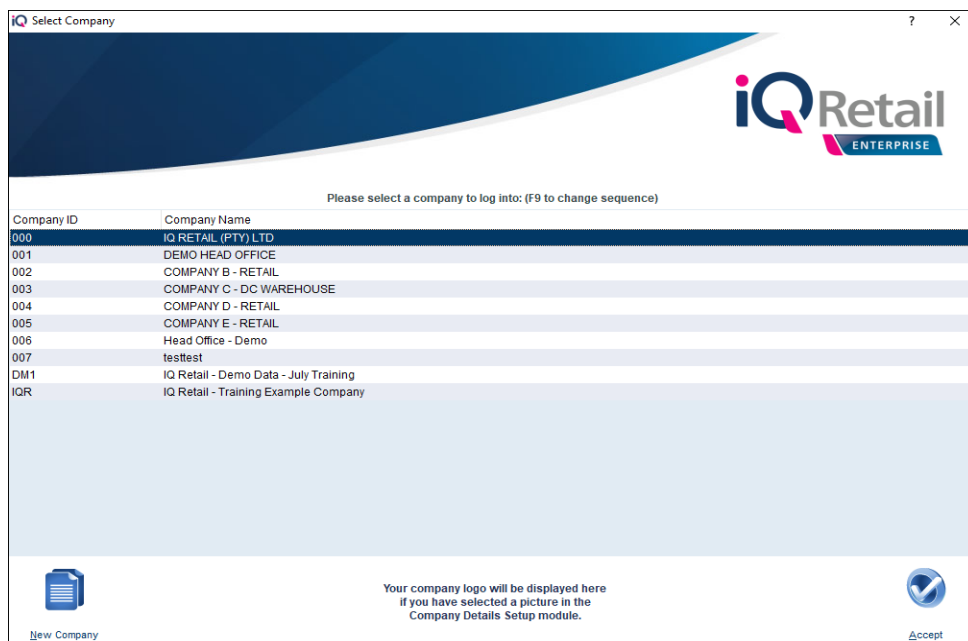 iQ Select Company ?
iQ Retail
ENTERPRISE
Please select a company to log into: (F9 to change sequence)
Company ID Company Name
000 IQ RETAIL (PTY) LTD
001 DEMO HEAD OFFICE
002 COMPANY B - RETAIL
003 COMPANY C - DC WAREHOUSE
004 COMPANY D - RETAIL
005 COMPANY E - RETAIL
006 Head Office - Demo
007 testtest
DM1 IQ Retail - Demo Data - July Training
IQR IQ Retail - Training Example Company
Your company logo will be displayed here
if you have selected a picture in the
Company Details Setup module.
New Company Accept